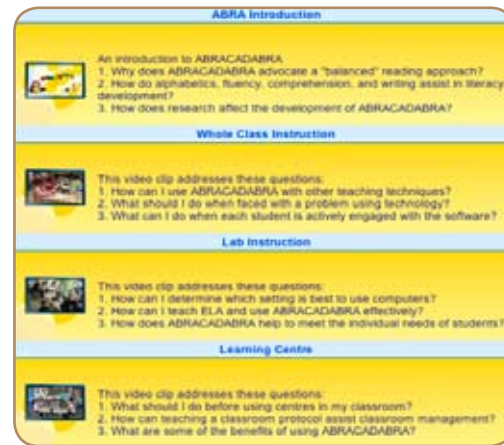 ABRA Introduction
An introduction to ABRACADABRA
1. Why does ABRACADABRA advocate a "balanced" reading approach?
2. How do alphabetics, fluency, comprehension, and writing assist in literacy
development?
3. How does research affect the development of ABRACADABRA?
Whole Class Instruction
This video clip addresses these questions:
1. How can I use ABRACADABRA with other teaching techniques?
2. What should I do when faced with a problem using technology?
3. What can I do when each student is actively engaged with the software?
Lab Instruction
This video clip addresses these questions:
1. How can I determine which setting is best to use computers?
2. How can I teach ELA and use ABRACADABRA effectively?
3. How does ABRACADABRA help to meet the individual needs of students?
Learning Centre
This video clip addresses these questions:
1. What should I do before using centres in my classroom?
2. How can teaching a classroom protocol assist classroom management?
3. What are some of the benefits of using ABRACADABRA?